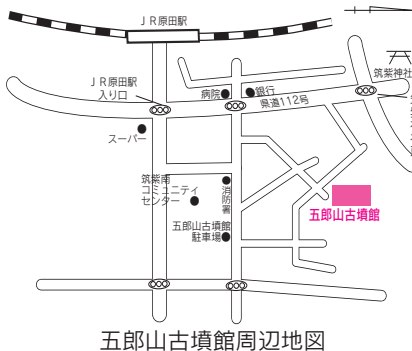 JR原田駅
筑紫神社
JR原田駅
入り口
病院
銀行
県道112号
スーパー
筑紫南
コミュニティ
センター
消防署
五郎山古墳館
五郎山古墳館
駐車場
五郎山古墳館周辺地図